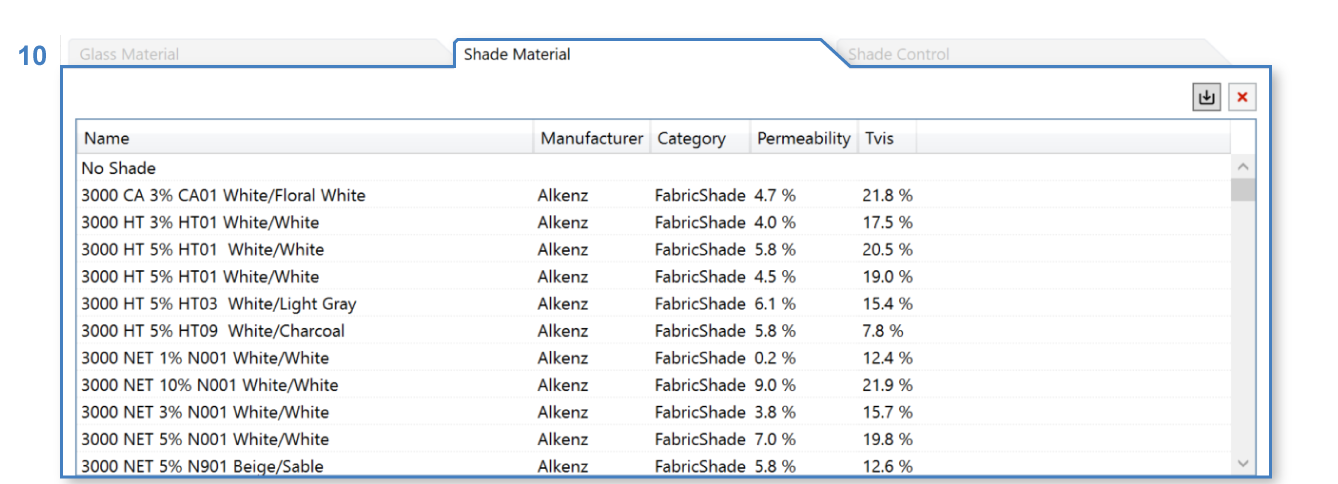 10
Glass Material Shade Material Shade Control
Name Manufacturer Category Permeability Tvis
No Shade
3000 CA 3% CA01 White/Floral White Alkenz FabricShade 4.7 % 21.8 %
3000 HT 3% HT01 White/White Alkenz FabricShade 4.0 % 17.5 %
3000 HT 5% HT01  White/White Alkenz FabricShade 5.8 % 20.5 %
3000 HT 5% HT01 White/White Alkenz FabricShade 4.5 % 19.0 %
3000 HT 5% HT03  White/Light Gray Alkenz FabricShade 6.1 % 15.4 %
3000 HT 5% HT09  White/Charcoal Alkenz FabricShade 5.8 % 7.8 %
3000 NET 1% N001 White/White Alkenz FabricShade 0.2 % 12.4 %
3000 NET 10% N001 White/White Alkenz FabricShade 9.0 % 21.9 %
3000 NET 3% N001 White/White Alkenz FabricShade 3.8 % 15.7 %
3000 NET 5% N001 White/White Alkenz FabricShade 7.0 % 19.8 %
3000 NET 5% N901 Beige/Sable Alkenz FabricShade 5.8 % 12.6 %